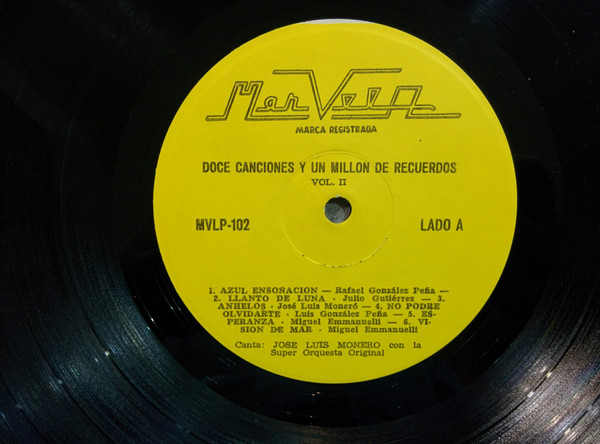 Mar Vela
MARCA REGISTRADA
DOCE CANCIONES Y UN MILLON DE RECUERDOS
VOL. II
MVLP-102 LADO A
1. AZUL ENSOÑACION — Rafael González Peña —
2. LLANTO DE LUNA - Julio Gutiérrez — 3.
ANHELOS - José Luis Moneró — 4. NO PODRE
OLVIDARTE - Luis González Peña — 5. ES-
PERANZA - Miguel Emmanuelli — 6. VI-
SION DE MAR - Miguel Emmanuelli
Canta: JOSE LUIS MONERO con la
Super Orquesta Original